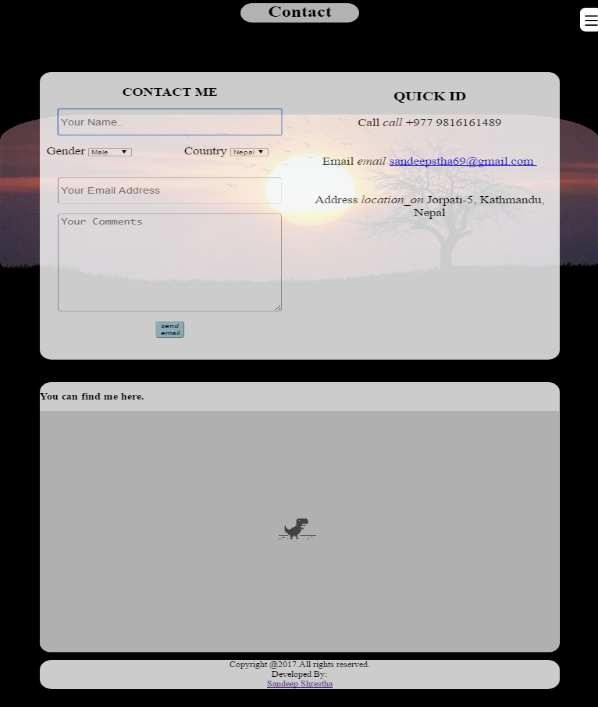 Contact
CONTACT ME
Your Name..
Gender Male
Country Nepal
Your Email Address
Your Comments
send
email
QUICK ID
Call call +977 9816161489
Email email sandeepstha69@gmail.com
Address location_on Jorpati-5, Kathmandu,
Nepal
You can find me here.
Copyright @2017.All rights reserved.
Developed By:
Sandeep Shrestha